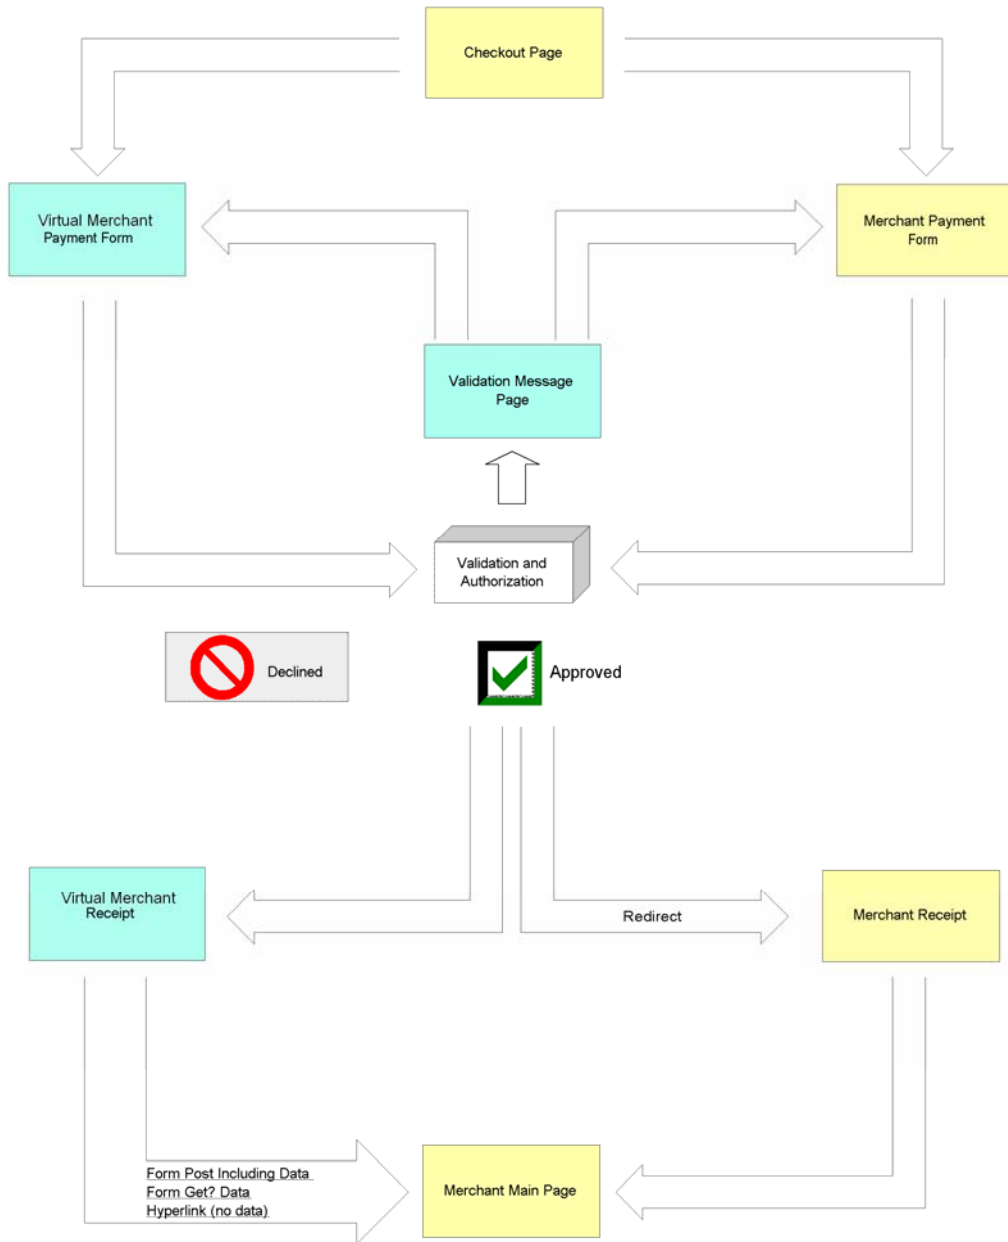 Checkout Page
Virtual Merchant
Payment Form
Merchant Payment
Form
Validation Message
Page
Validation and
Authorization
Declined
Approved
Virtual Merchant
Receipt
Redirect
Merchant Receipt
Form Post Including Data
Form Get? Data
Hyperlink (no data)
Merchant Main Page